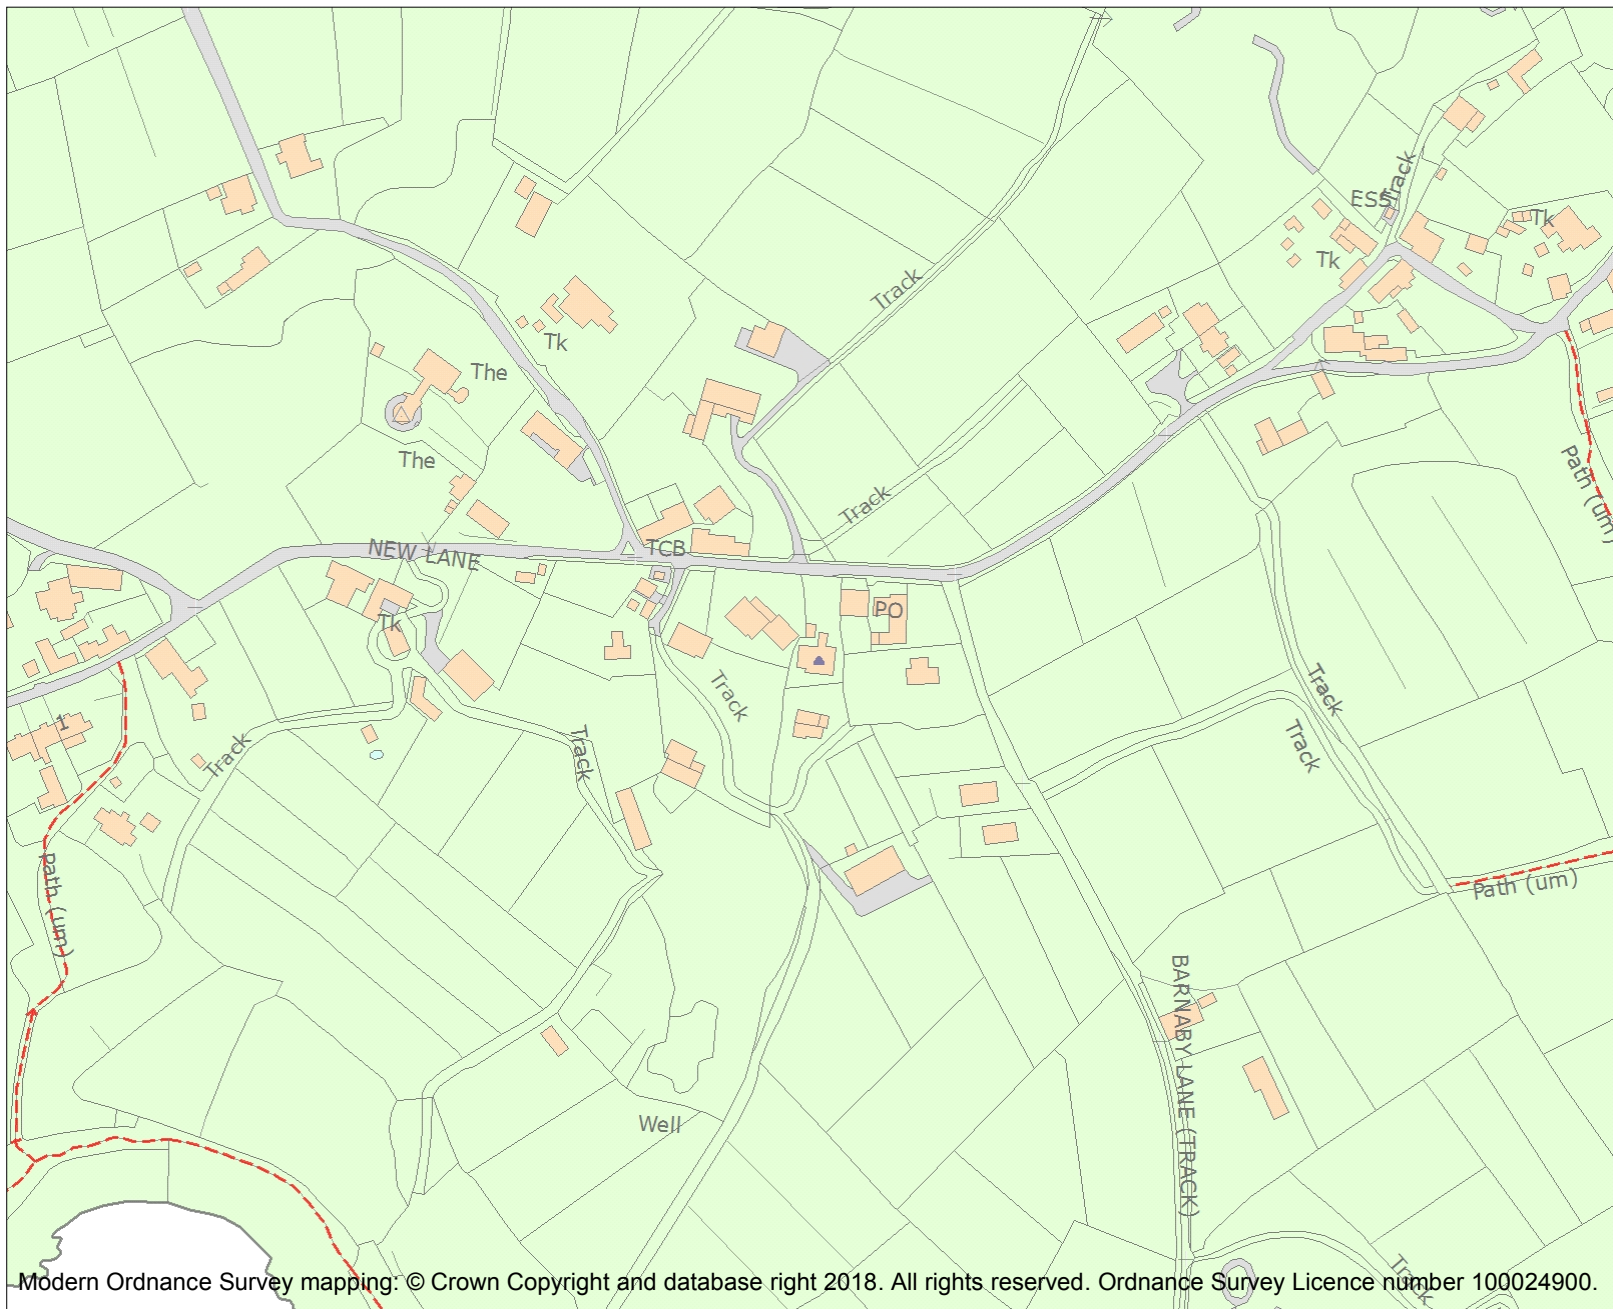 Track
ESS
Tk
Tk
Track
Tk
The
The
Track
Path (um)
TCB
NEW LANE
PO
Tk
Track
Track
1
Track
Track
Track
Path (um)
Path (um)
BARNABY LANE (TRACK)
Well
Track
Modern Ordnance Survey mapping: © Crown Copyright and database right 2018. All rights reserved. Ordnance Survey Licence number 100024900.